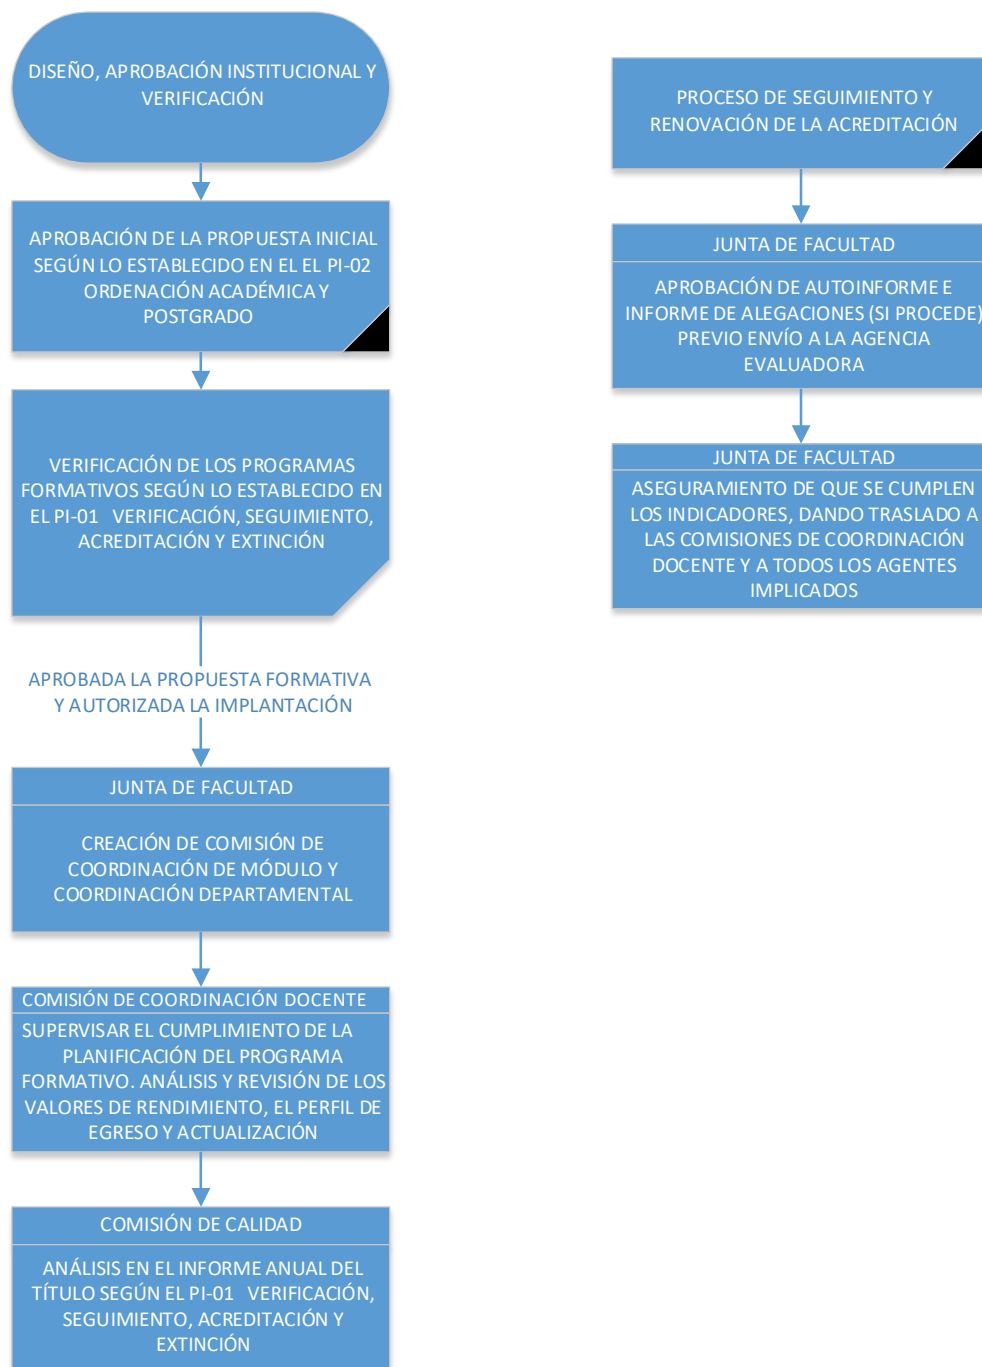 DISEÑO, APROBACIÓN INSTITUCIONAL Y
VERIFICACIÓN
APROBACIÓN DE LA PROPUESTA INICIAL
SEGÚN LO ESTABLECIDO EN EL EL PI-02
ORDENACIÓN ACADÉMICA Y
POSTGRADO
VERIFICACIÓN DE LOS PROGRAMAS
FORMATIVOS SEGÚN LO ESTABLECIDO EN
EL PI-01 VERIFICACIÓN, SEGUIMIENTO,
ACREDITACIÓN Y EXTINCIÓN
APROBADA LA PROPUESTA FORMATIVA
Y AUTORIZADA LA IMPLANTACIÓN
JUNTA DE FACULTAD
CREACIÓN DE COMISIÓN DE
COORDINACIÓN DE MÓDULO Y
COORDINACIÓN DEPARTAMENTAL
COMISIÓN DE COORDINACIÓN DOCENTE
SUPERVISAR EL CUMPLIMIENTO DE LA
PLANIFICACIÓN DEL PROGRAMA
FORMATIVO. ANÁLISIS Y REVISIÓN DE LOS
VALORES DE RENDIMIENTO, EL PERFIL DE
EGRESO Y ACTUALIZACIÓN
COMISIÓN DE CALIDAD
ANÁLISIS EN EL INFORME ANUAL DEL
TÍTULO SEGÚN EL PI-01 VERIFICACIÓN,
SEGUIMIENTO, ACREDITACIÓN Y
EXTINCIÓN
PROCESO DE SEGUIMIENTO Y
RENOVACIÓN DE LA ACREDITACIÓN
JUNTA DE FACULTAD
APROBACIÓN DE AUTOINFORME E
INFORME DE ALEGACIONES (SI PROCEDE)
PREVIO ENVÍO A LA AGENCIA
EVALUADORA
JUNTA DE FACULTAD
ASEGURAMIENTO DE QUE SE CUMPLEN
LOS INDICADORES, DANDO TRASLADO A
LAS COMISIONES DE COORDINACIÓN
DOCENTE Y A TODOS LOS AGENTES
IMPLICADOS